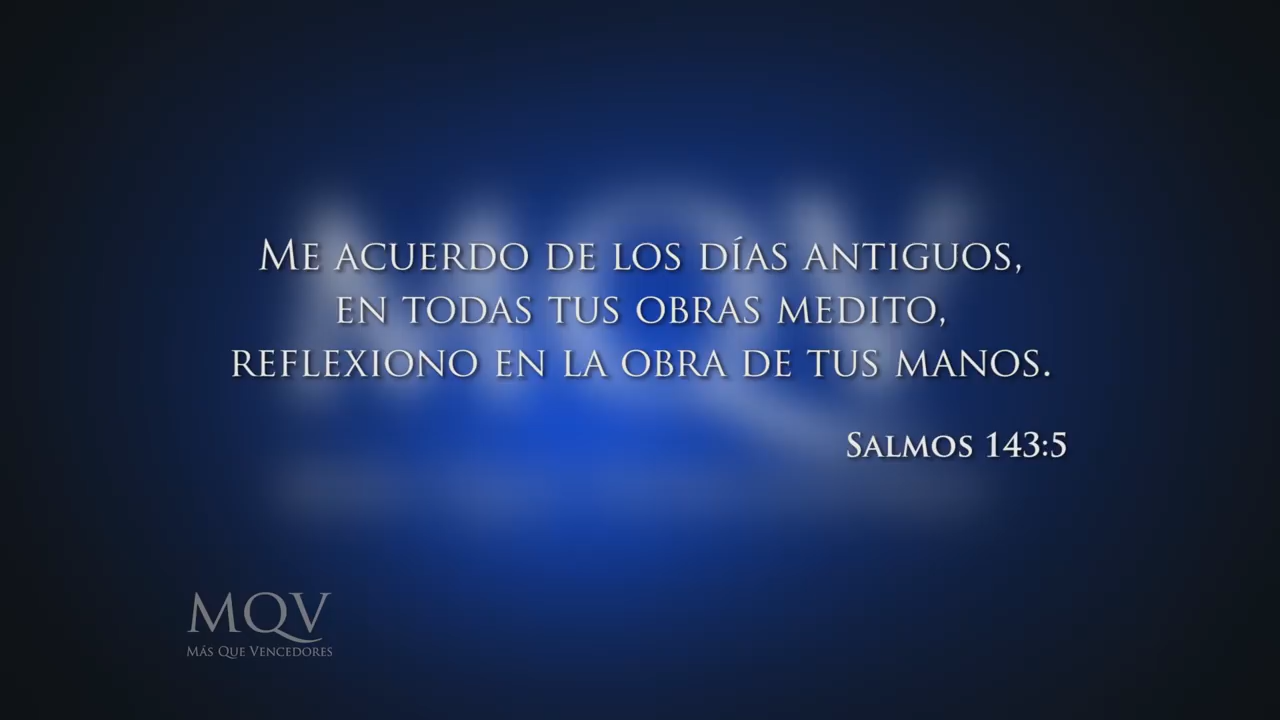 Me acuerdo de los días antiguos,
en todas tus obras medito,
reflexiono en la obra de tus manos.
Salmos 143:5
MQV
Más Que Vencedores